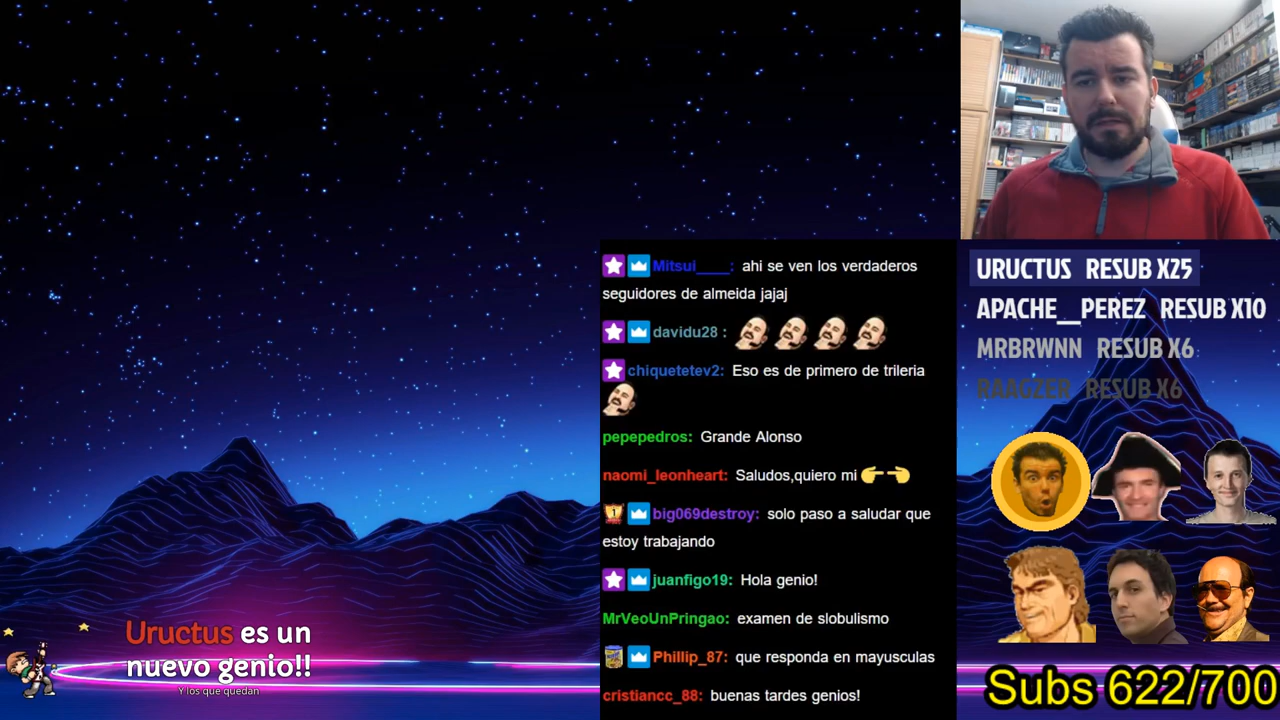 Mitsui____: ahi se ven los verdaderos
seguidores de almeida jajaj
davidu28 :
chiquetetev2: Eso es de primero de trileria
pepepedros: Grande Alonso
naomi_leonheart: Saludos,quiero mi
big069destroy: solo paso a saludar que
estoy trabajando
juanfigo19: Hola genio!
MrVeoUnPringao: examen de slobulismo
Phillip_87: que responda en mayusculas
cristiancc_88: buenas tardes genios!
URUCTUS RESUB X25
APACHE__PEREZ RESUB X10
MRBRWNN RESUB X6
RAAGZER RESUB X6
Uructus es un
nuevo genio!!
Y los que quedan
Subs 622/700